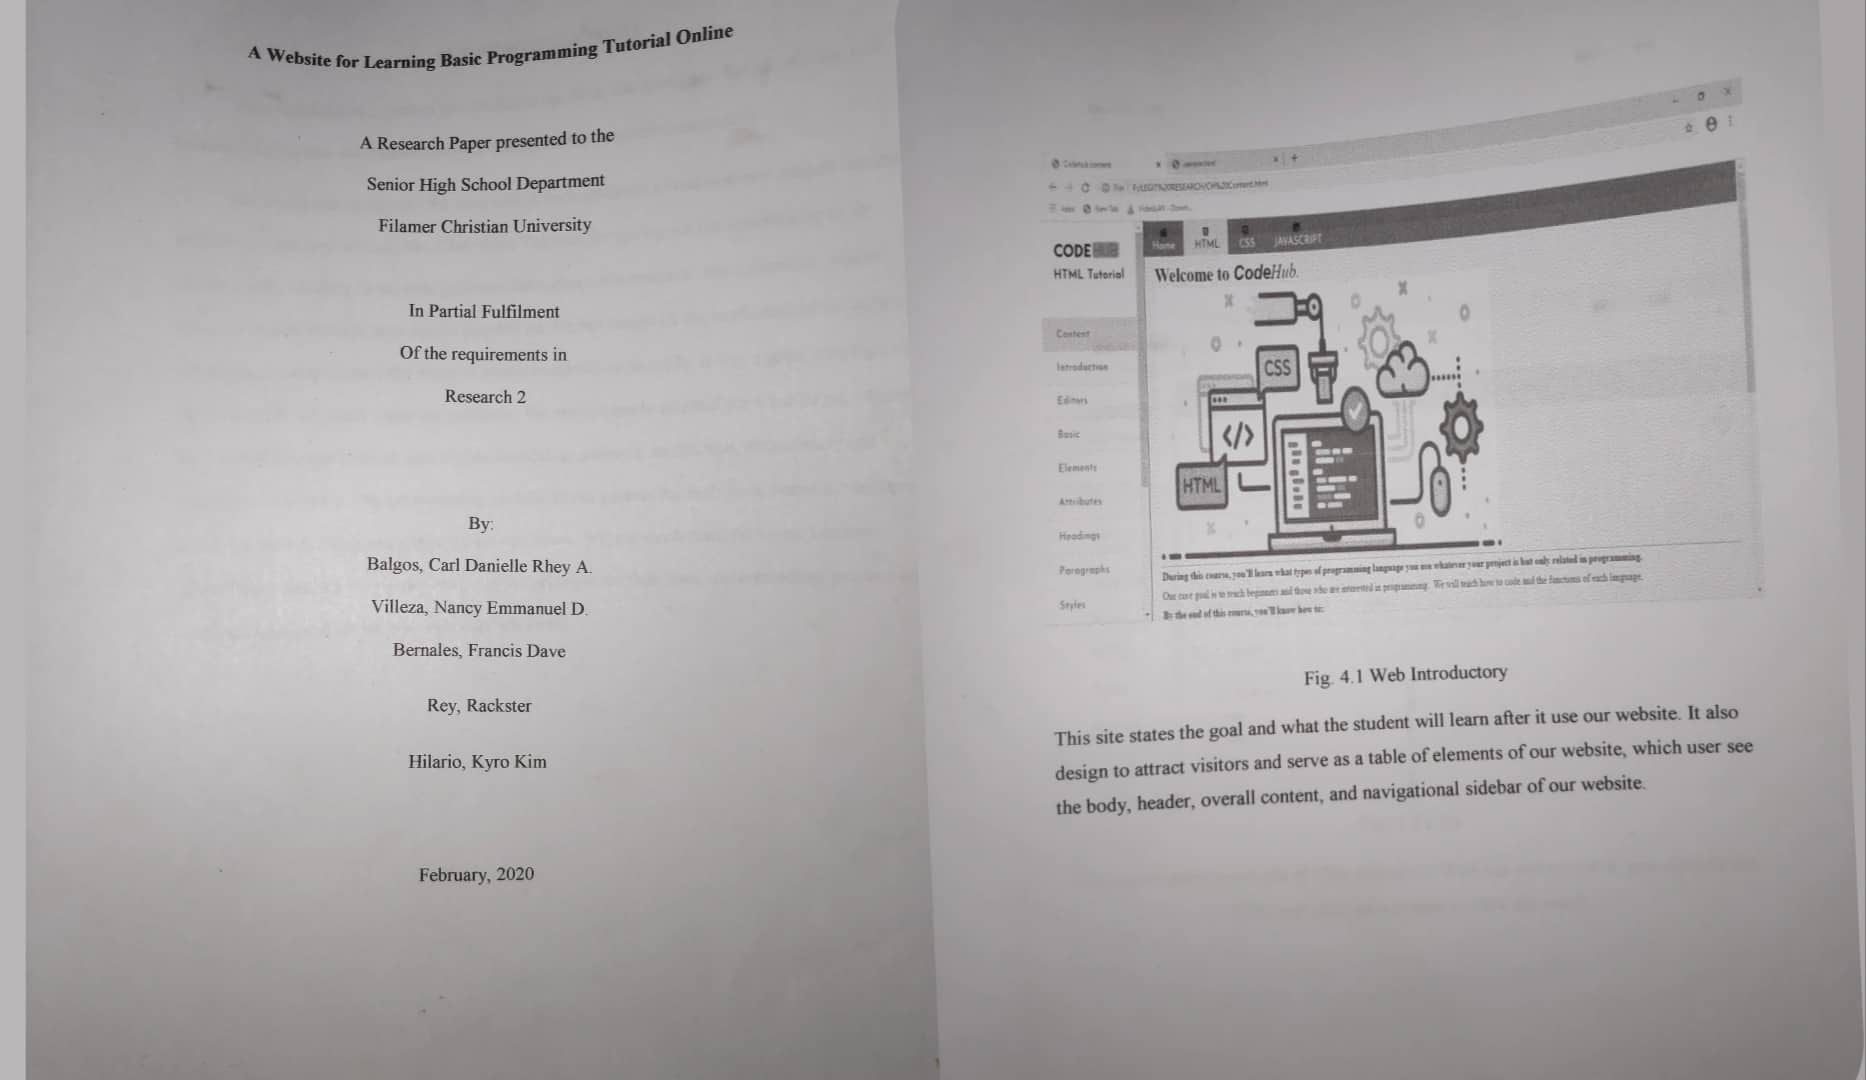 A Website for Learning Basic Programming Tutorial Online
A Research Paper presented to the
Senior High School Department
Filamer Christian University
In Partial Fulfilment
Of the requirements in
Research 2
By:
Balgos, Carl Danielle Rhey A.
Villeza, Nancy Emmanuel D.
Bernales, Francis Dave
Rey, Rackster
Hilario, Kyro Kim
February, 2020
CODEHUB
HTML Tutorial
Content
Introduction
Editors
Basic
Elements
Attributes
Headings
Paragraphs
Styles
Home HTML CSS JAVASCRIPT
Welcome to CodeHub.
CSS
</>
HTML
During this course, you'll learn what types of programming language you use whatever your project is but only related in programming.
Our core goal is to teach beginners and those who are interested in programming. We will teach how to code and the functions of each language.
By the end of this course, you'll know how to:
Fig. 4.1 Web Introductory
This site states the goal and what the student will learn after it use our website. It also
design to attract visitors and serve as a table of elements of our website, which user see
the body, header, overall content, and navigational sidebar of our website.